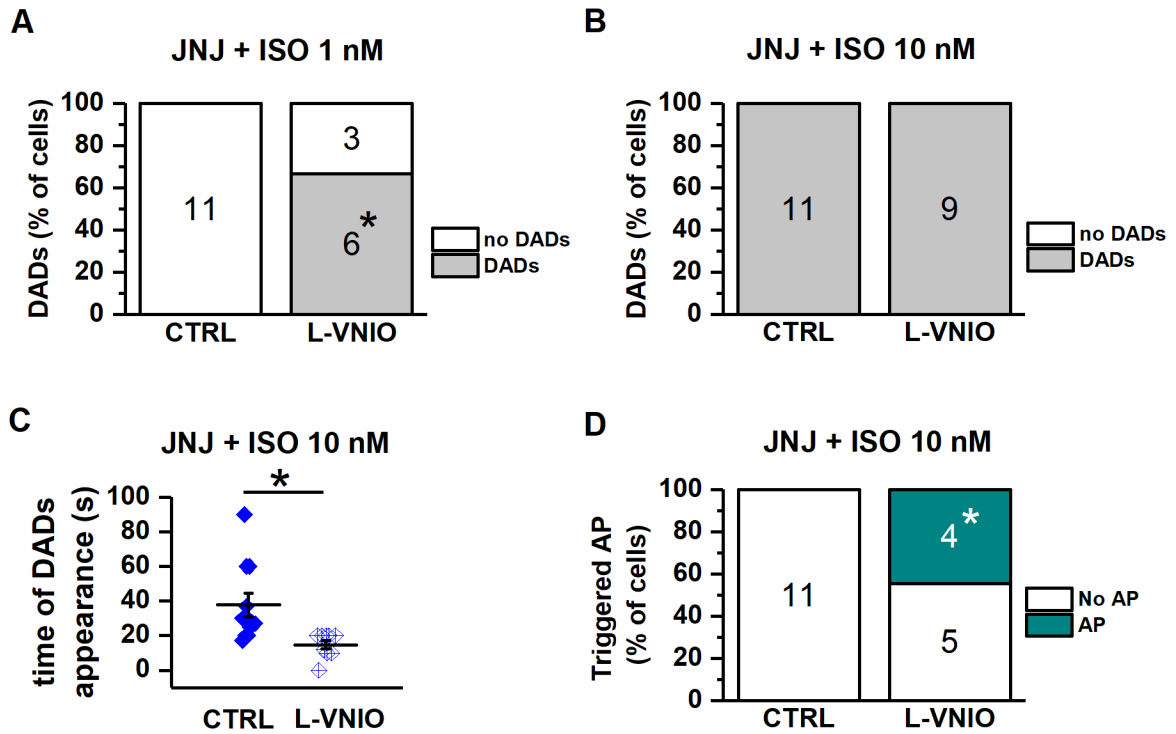 A
JNJ + ISO 1 nM
DADs (% of cells)
100
80
60
40
20
0
11
3
6*
CTRL
L-VNIO
no DADs
DADs
B
JNJ + ISO 10 nM
DADs (% of cells)
100
80
60
40
20
0
11
9
CTRL
L-VNIO
no DADs
DADs
C
JNJ + ISO 10 nM
time of DADs
appearance (s)
100
80
60
40
20
0
*
CTRL
L-VNIO
D
JNJ + ISO 10 nM
Triggered AP
(% of cells)
100
80
60
40
20
0
11
4*
5
CTRL
L-VNIO
No AP
AP